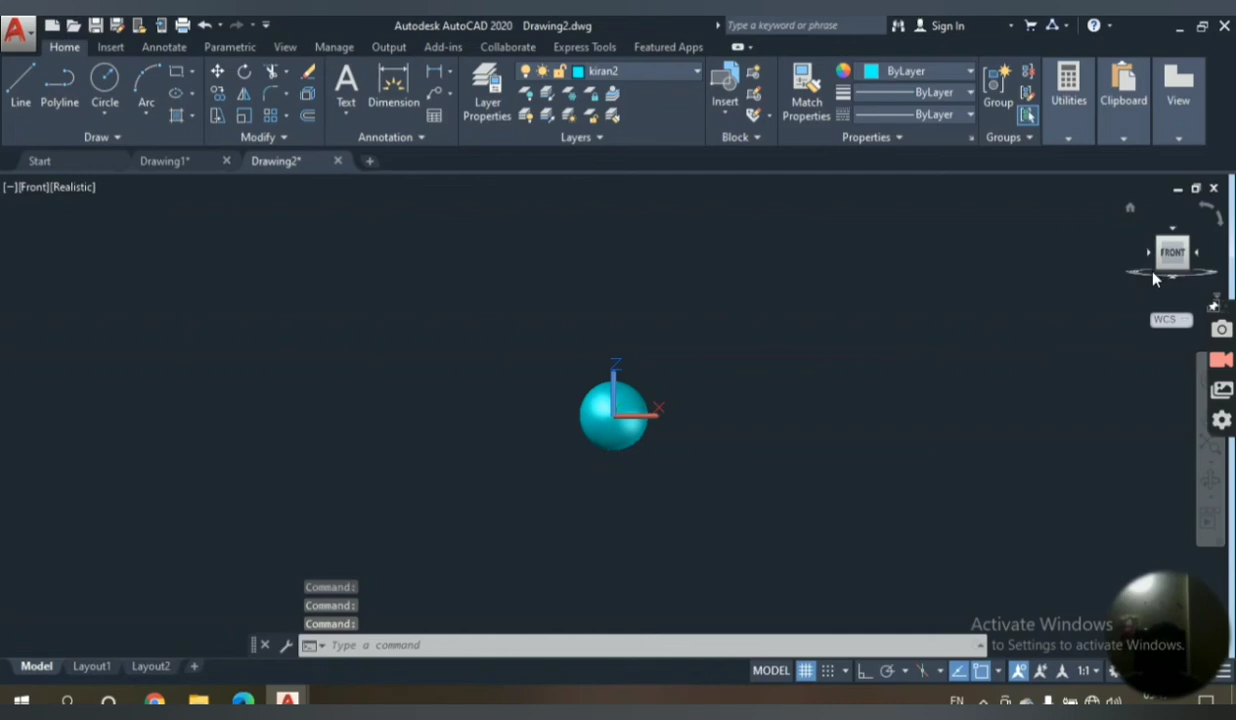 Autodesk AutoCAD 2020 Drawing2.dwg
Type a keyword or phrase
Sign In
Home Insert Annotate Parametric View Manage Output Add-ins Collaborate Express Tools Featured Apps
kiran2
ByLayer
ByLayer
ByLayer
Line Polyline Circle Arc
Text Dimension
Layer Properties
Insert
Match Properties
Group
Utilities
Clipboard
View
Draw Modify Annotation Layers Block Properties Groups
Start Drawing1* Drawing2*
[−][Front][Realistic]
FRONT
WCS
Z
X
Command:
Command:
Command:
Type a command
Activate Windows
to Settings to activate Windows.
Model Layout1 Layout2
MODEL 1:1
EN